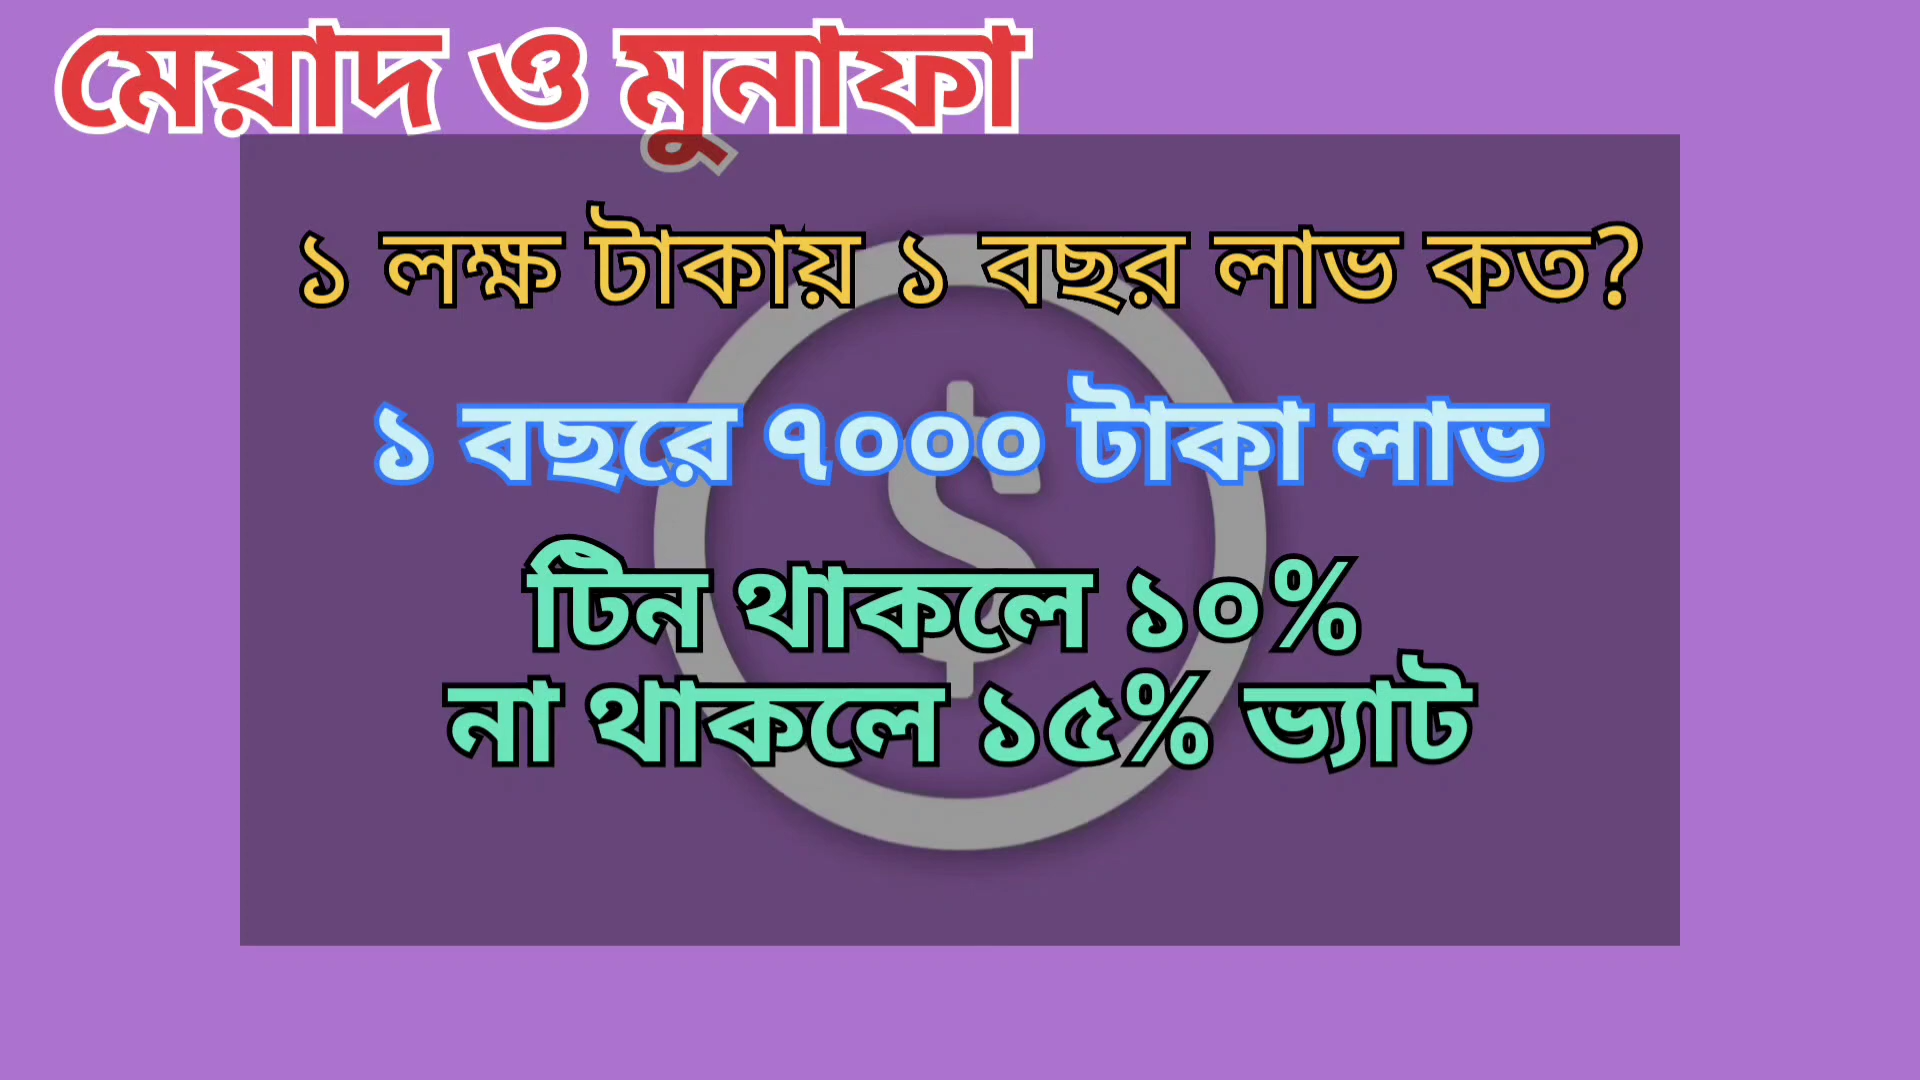 মেয়াদ ও মুনাফা
১ লক্ষ টাকায় ১ বছর লাভ কত?
১ বছরে ৭০০০ টাকা লাভ
টিন থাকলে ১০%
না থাকলে ১৫% ভ্যাট